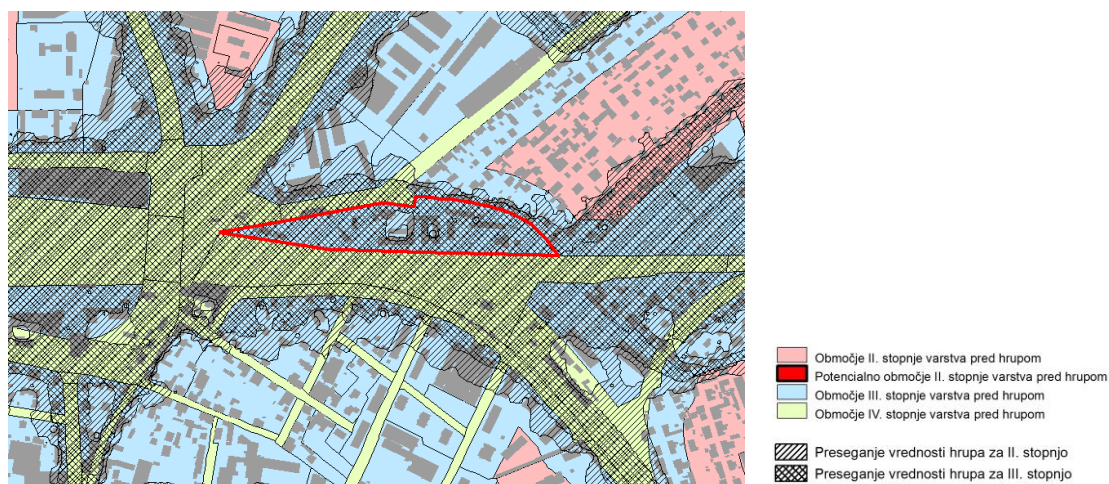 Območje II. stopnje varstva pred hrupom
Potencialno območje II. stopnje varstva pred hrupom
Območje III. stopnje varstva pred hrupom
Območje IV. stopnje varstva pred hrupom
Preseganje vrednosti hrupa za II. stopnjo
Preseganje vrednosti hrupa za III. stopnjo